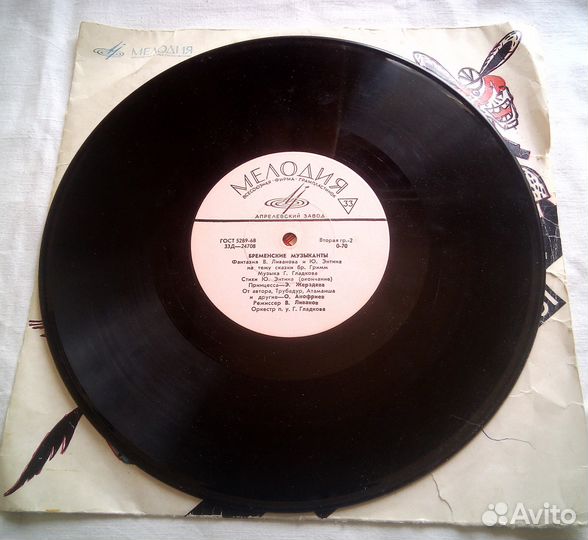 МЕЛОДИЯ
МЕЛОДИЯ
ВСЕСОЮЗНАЯ ФИРМА ГРАМПЛАСТИНОК
33
АПРЕЛЕВСКИЙ ЗАВОД
ГОСТ 5289-68 Вторая гр.-2
33Д—24708 0-70
БРЕМЕНСКИЕ МУЗЫКАНТЫ
Фантазия В. Ливанова и Ю. Энтина
на тему сказки бр. Гримм
Музыка Г. Гладкова
Стихи Ю. Энтина (окончание)
Принцесса—Э. Жерздева
От автора, Трубадур, Атаманша
и другие—О. Анофриев
Режиссер В. Ливанов
Оркестр п. у Г. Гладкова
Avito